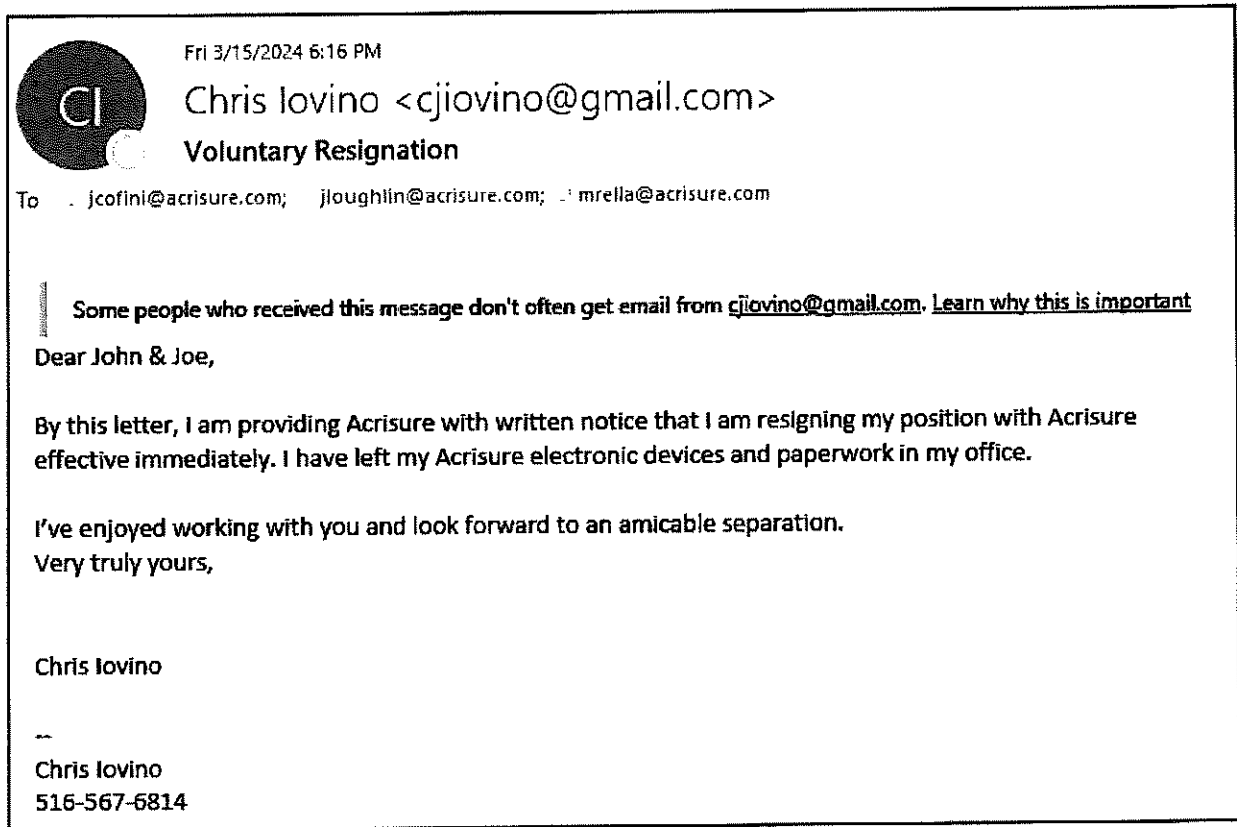 Fri 3/15/2024 6:16 PM
CI
Chris Iovino <cjiovino@gmail.com>
Voluntary Resignation
To jcofini@acrisure.com; jloughlin@acrisure.com; mrella@acrisure.com
Some people who received this message don't often get email from cjiovino@gmail.com. Learn why this is important
Dear John & Joe,
By this letter, I am providing Acrisure with written notice that I am resigning my position with Acrisure
effective immediately. I have left my Acrisure electronic devices and paperwork in my office.
I've enjoyed working with you and look forward to an amicable separation.
Very truly yours,
Chris Iovino
--
Chris Iovino
516-567-6814